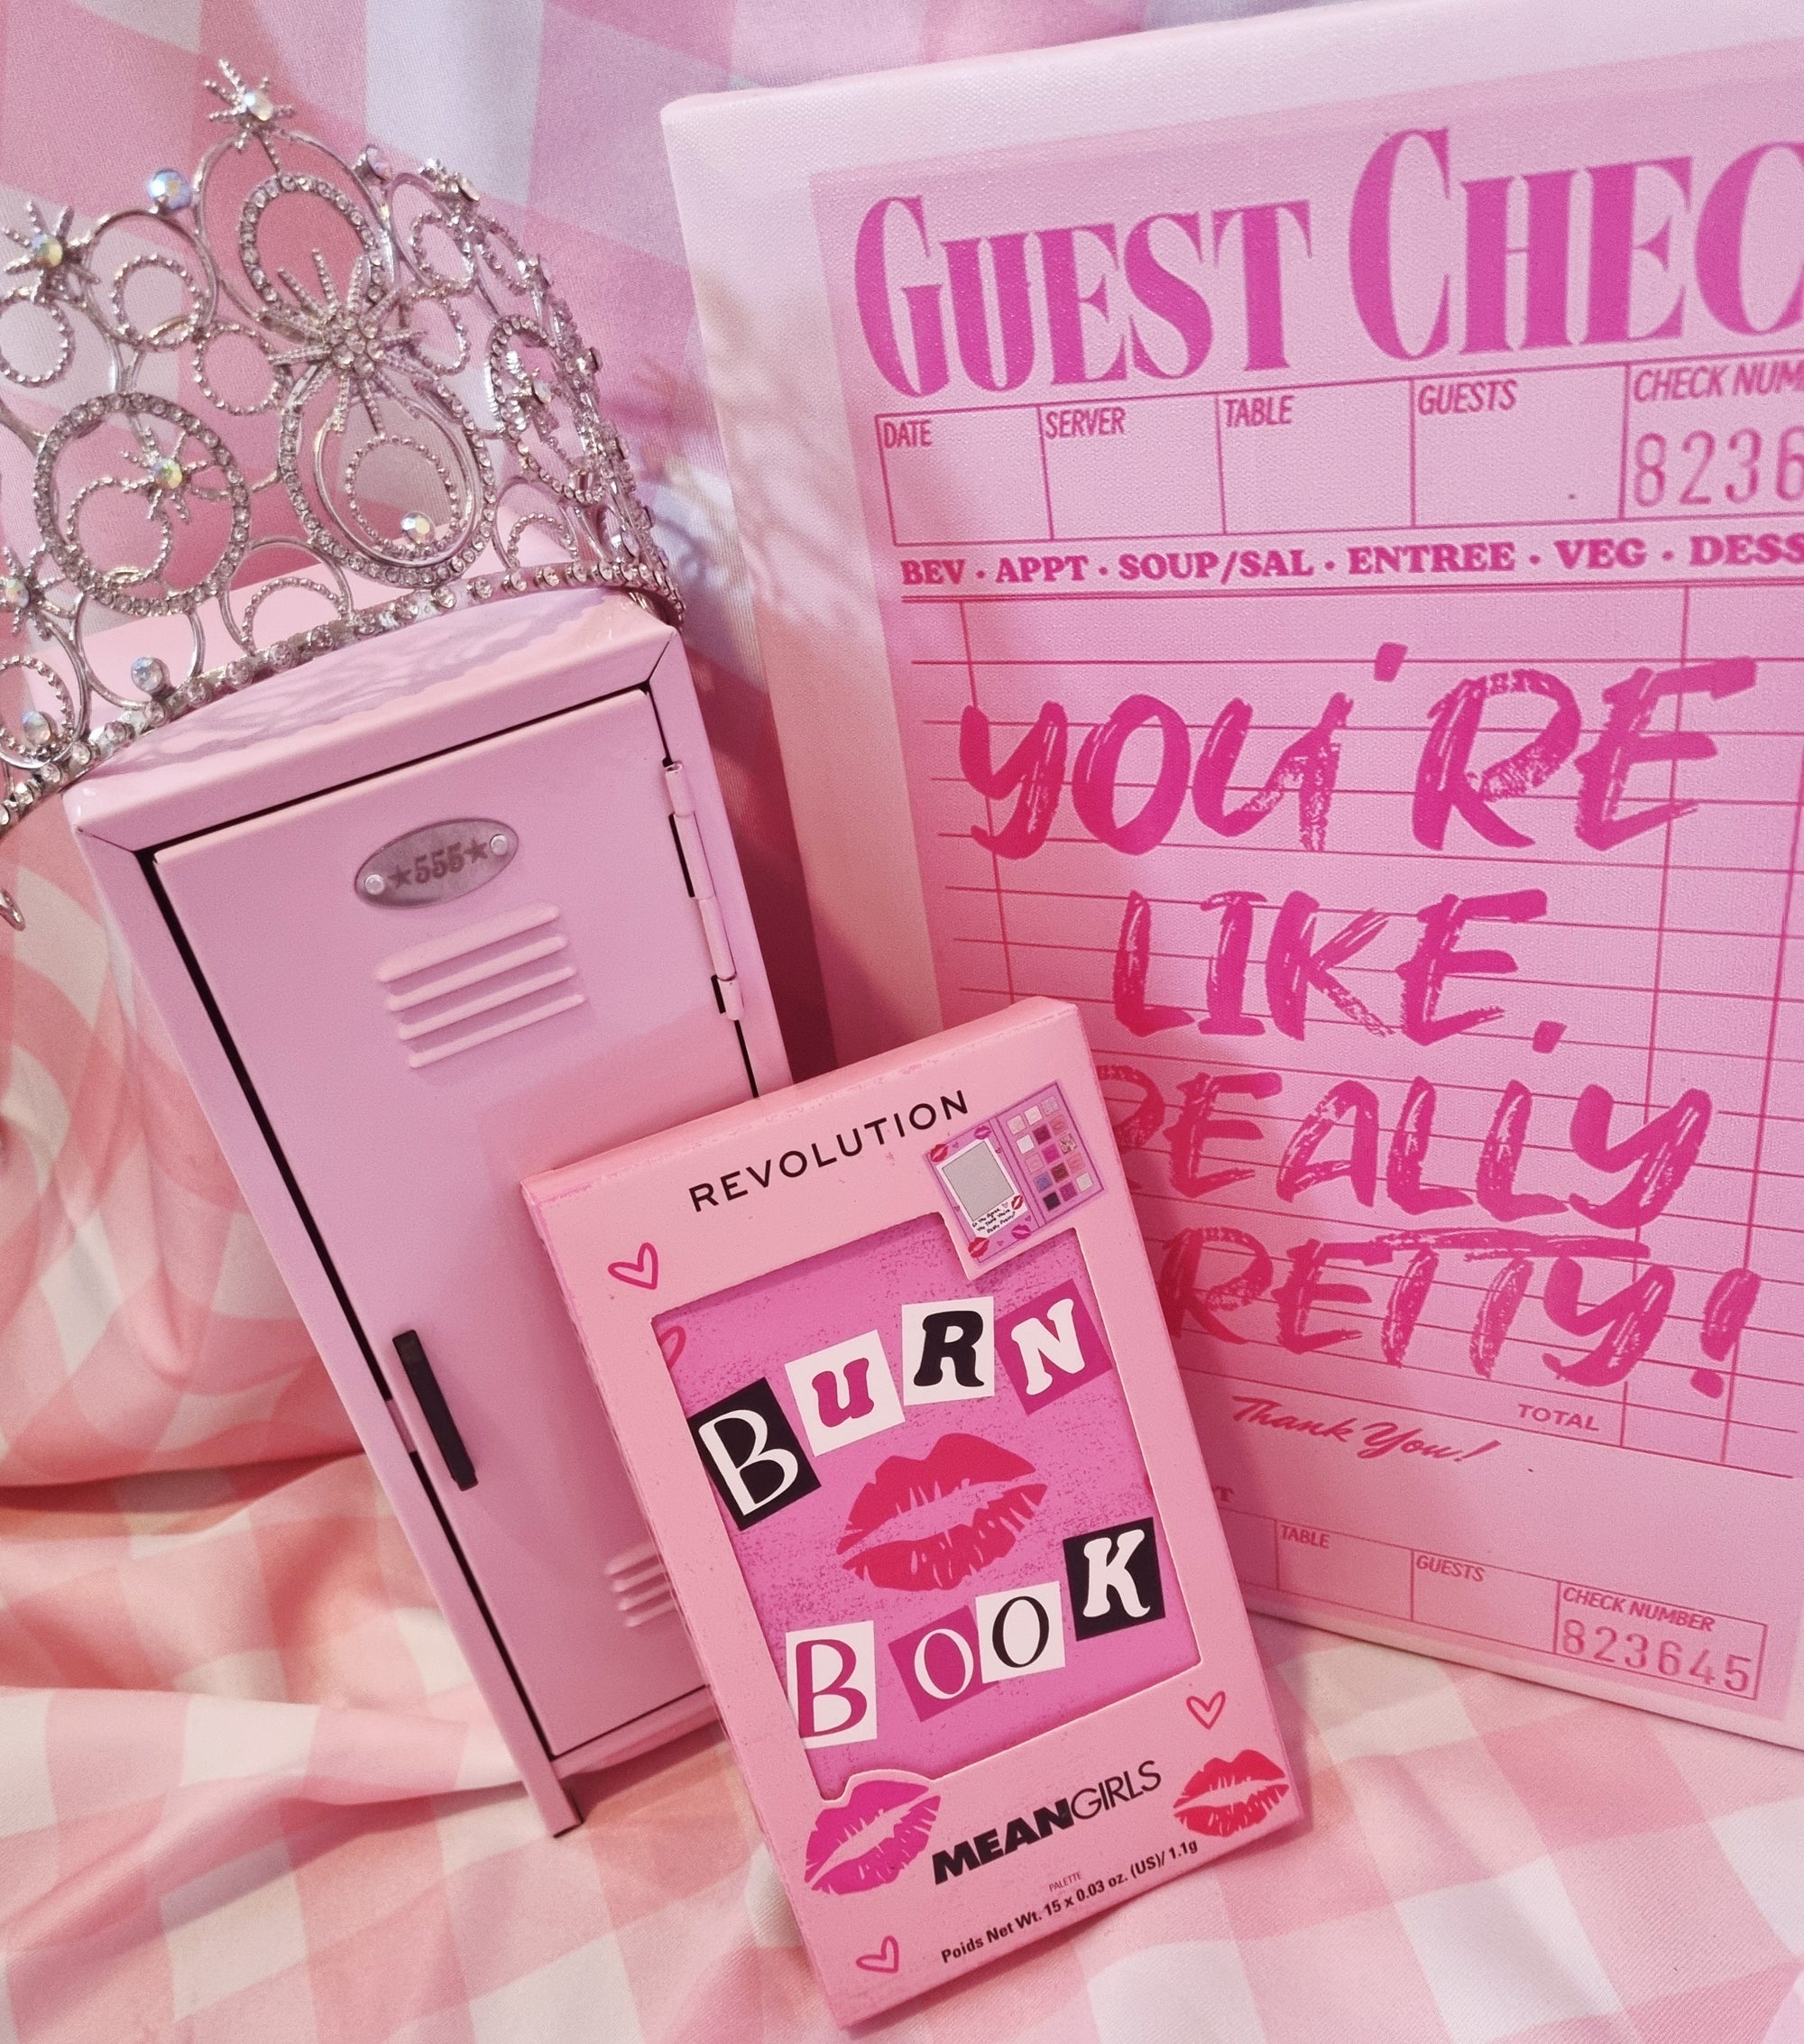 GUEST CHEC
DATE SERVER TABLE GUESTS CHECK NUM
8236
BEV · APPT · SOUP/SAL · ENTREE · VEG · DESS
YOU'RE
LIKE,
REALLY
PRETTY!
TOTAL
Thank You!
TABLE GUESTS CHECK NUMBER
823645
★555★
REVOLUTION
BURN
BOOK
MEANGIRLS
PALETTE
Poids Net Wt. 15 x 0.03 oz. (US)/ 1.1g